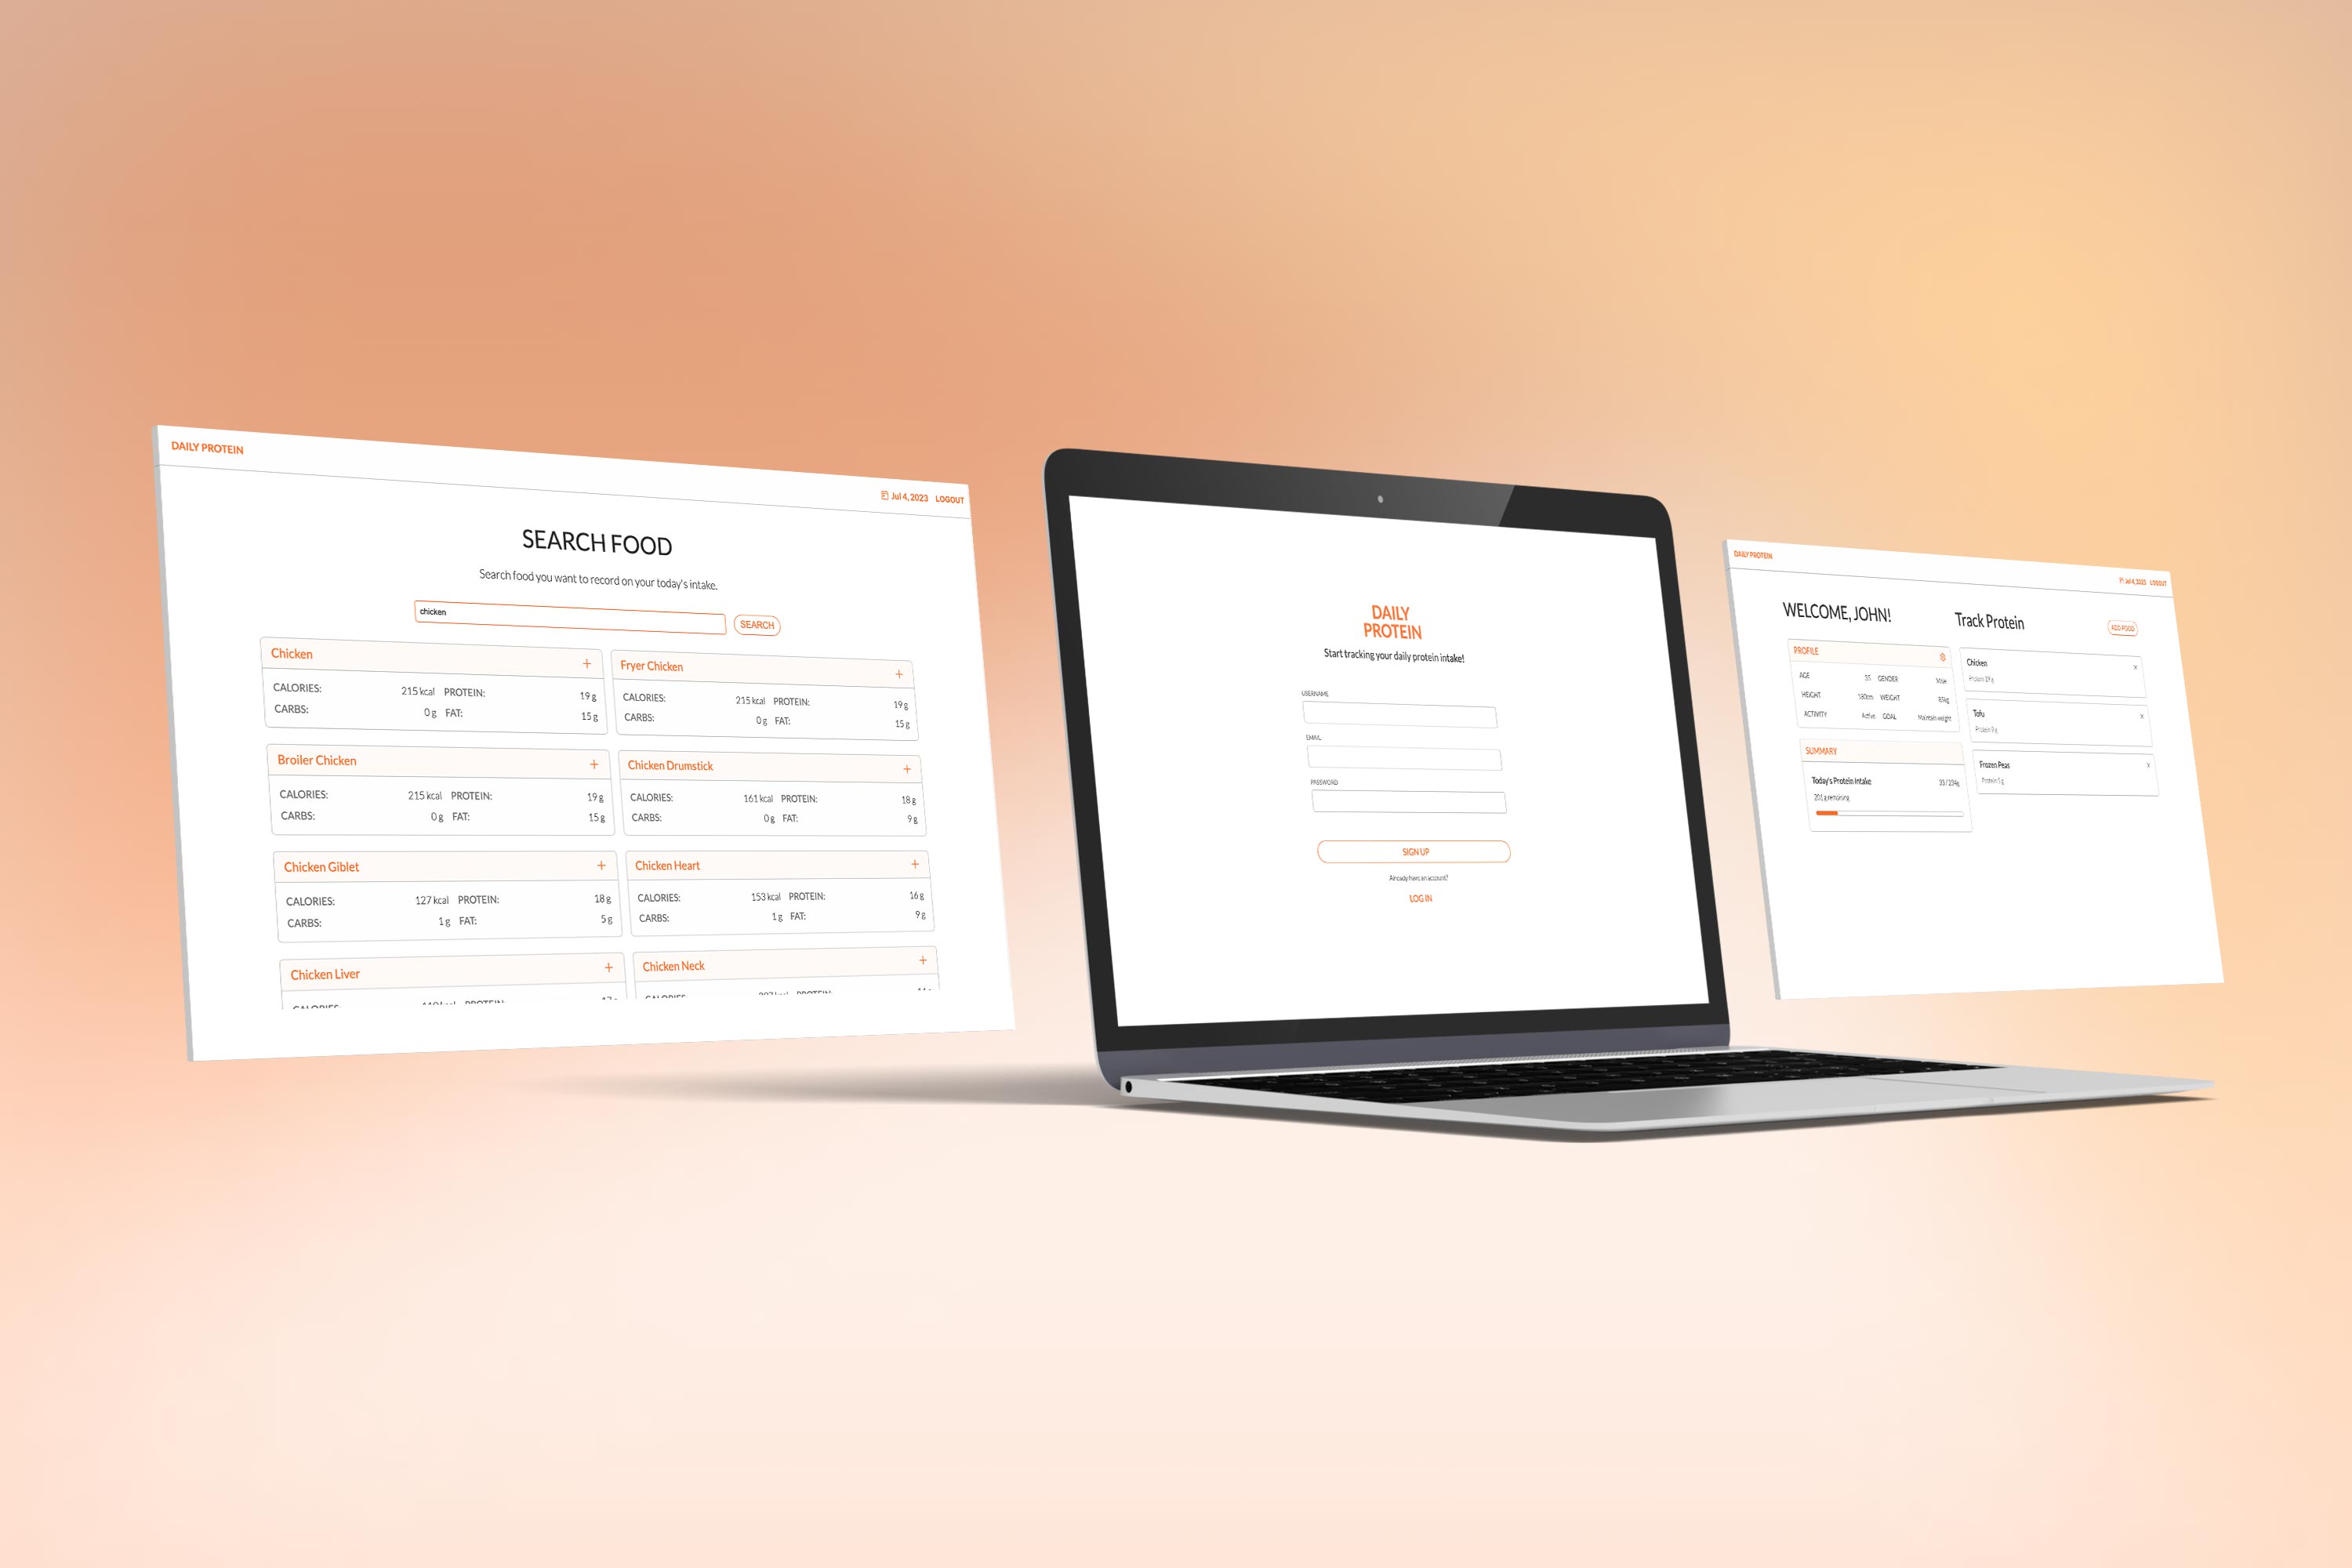 DAILY PROTEIN
Jul 4, 2023 LOGOUT
SEARCH FOOD
Search food you want to record on your today's intake.
chicken SEARCH
Chicken +
CALORIES: 215 kcal PROTEIN: 19 g
CARBS: 0 g FAT: 15 g
Fryer Chicken +
CALORIES: 215 kcal PROTEIN: 19 g
CARBS: 0 g FAT: 15 g
Broiler Chicken +
CALORIES: 215 kcal PROTEIN: 19 g
CARBS: 0 g FAT: 15 g
Chicken Drumstick +
CALORIES: 161 kcal PROTEIN: 18 g
CARBS: 0 g FAT: 9 g
Chicken Giblet +
CALORIES: 127 kcal PROTEIN: 18 g
CARBS: 1 g FAT: 5 g
Chicken Heart +
CALORIES: 153 kcal PROTEIN: 16 g
CARBS: 1 g FAT: 9 g
Chicken Liver +
CALORIES: PROTEIN:
Chicken Neck +
CALORIES: PROTEIN:
DAILY
PROTEIN
Start tracking your daily protein intake!
USERNAME
EMAIL
PASSWORD
SIGN UP
Already have an account?
LOG IN
DAILY PROTEIN
Jul 4, 2023 LOGOUT
WELCOME, JOHN!
PROFILE
AGE 35 GENDER Male
HEIGHT 180cm WEIGHT
ACTIVITY Active GOAL Maintain weight
SUMMARY
Today's Protein Intake 33/234g
201 g remaining
Track Protein
ADD FOOD
Chicken x
Protein 19 g
Tofu x
Protein 9 g
Frozen Peas x
Protein 5 g